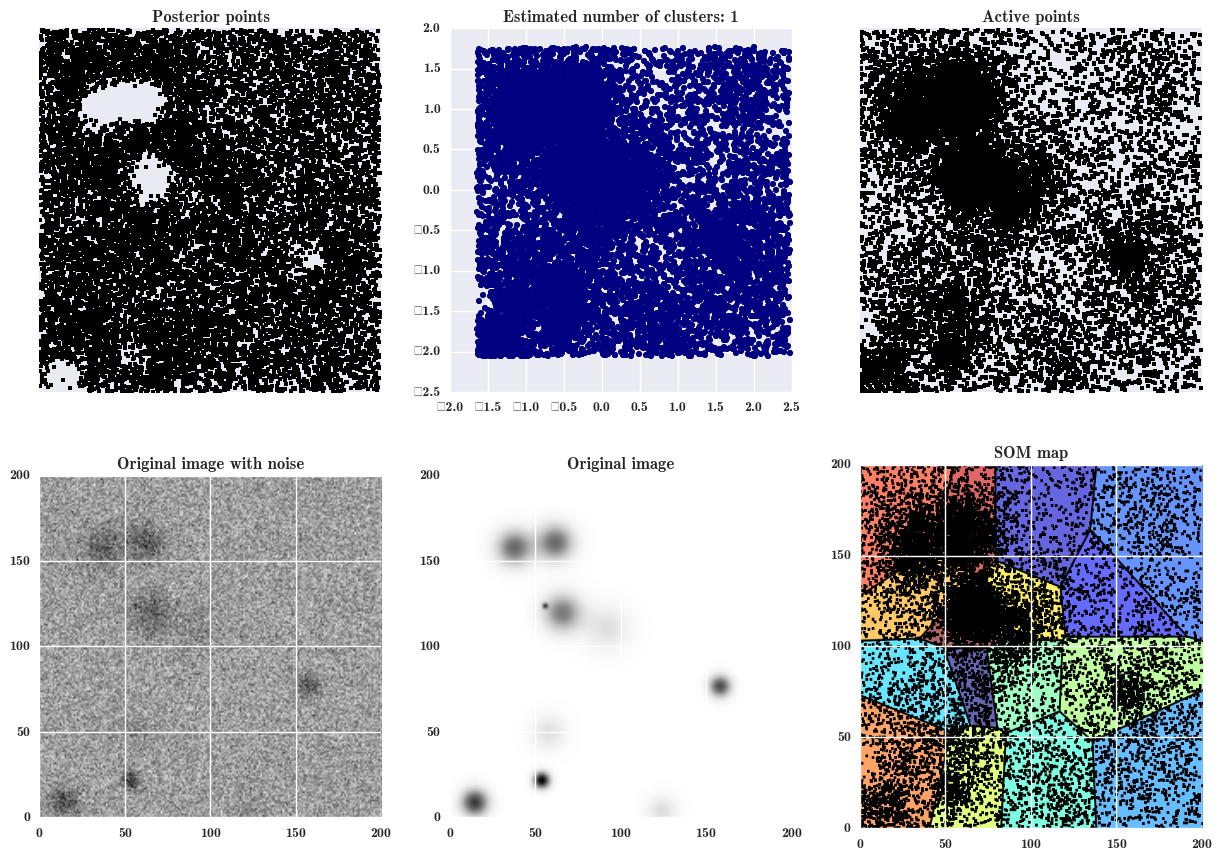 Posterior points
Estimated number of clusters: 1
Active points
2.0
1.5
1.0
0.5
0.0
□0.5
□1.0
□1.5
□2.0
□2.5
□2.0 □1.5 □1.0 □0.5 0.0 0.5 1.0 1.5 2.0 2.5
Original image with noise
Original image
SOM map
200
150
100
50
0
0 50 100 150 200
200
150
100
50
0
0 50 100 150 200
200
150
100
50
0
0 50 100 150 200